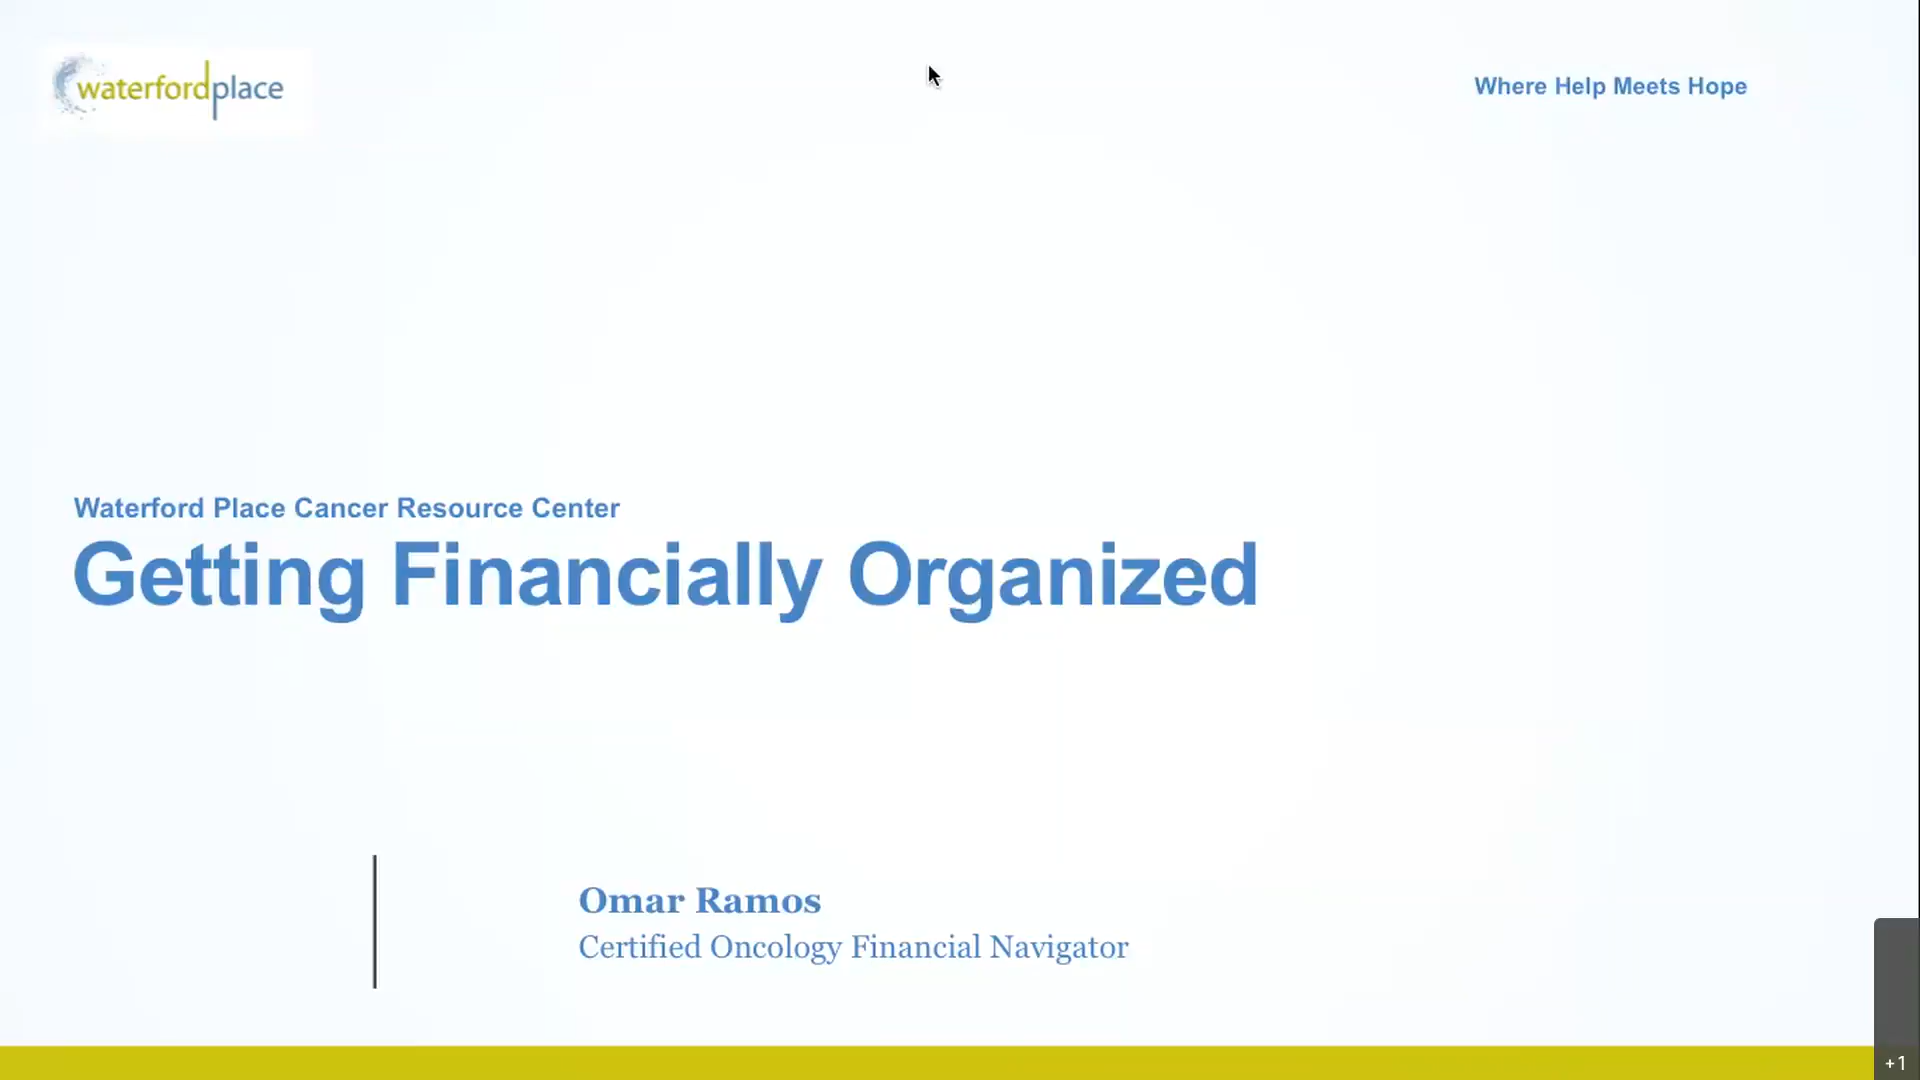 waterfordplace
Where Help Meets Hope
Waterford Place Cancer Resource Center
Getting Financially Organized
Omar Ramos
Certified Oncology Financial Navigator
+1